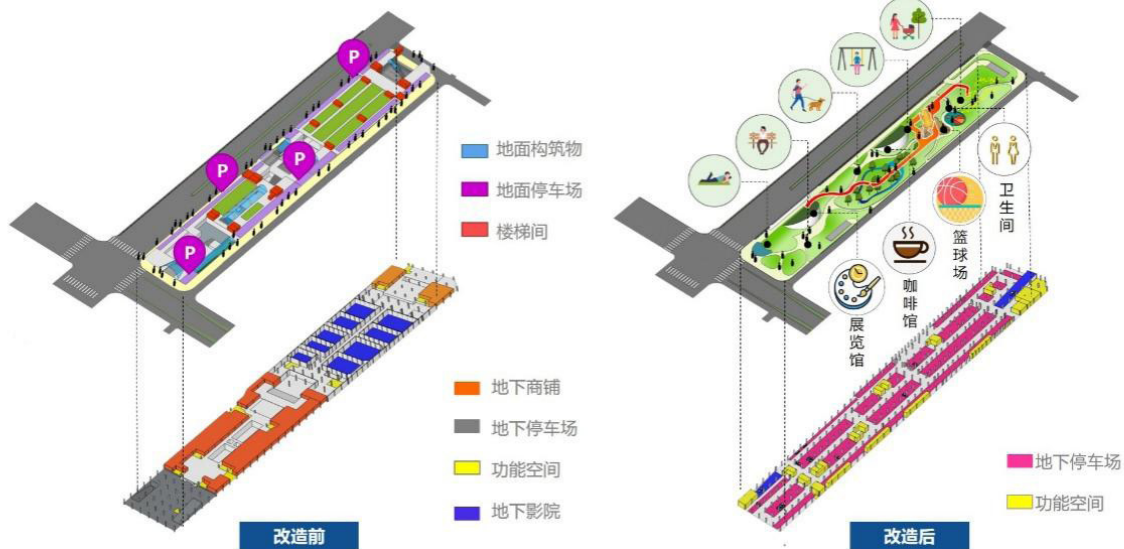 P
P
P
P
地面构筑物
地面停车场
楼梯间
地下商铺
地下停车场
功能空间
地下影院
改造前
卫生间
篮球场
咖啡馆
展览馆
地下停车场
功能空间
改造后